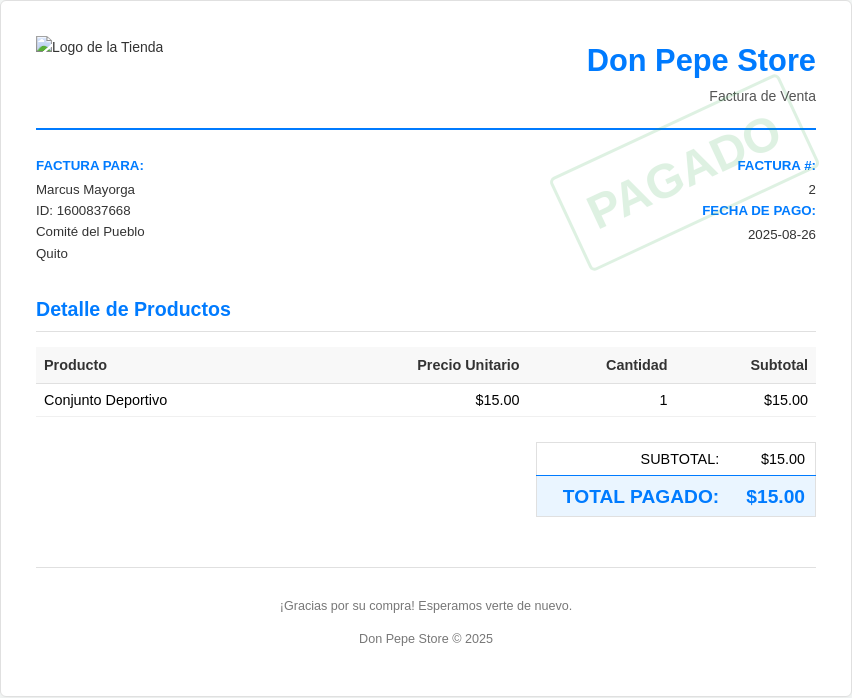 Logo de la Tienda
Don Pepe Store
Factura de Venta
PAGADO
FACTURA PARA:
Marcus Mayorga
ID: 1600837668
Comité del Pueblo
Quito
FACTURA #:
2
FECHA DE PAGO:
2025-08-26
Detalle de Productos
Producto Precio Unitario Cantidad Subtotal
Conjunto Deportivo $15.00 1 $15.00
SUBTOTAL: $15.00
TOTAL PAGADO: $15.00
¡Gracias por su compra! Esperamos verte de nuevo.
Don Pepe Store © 2025